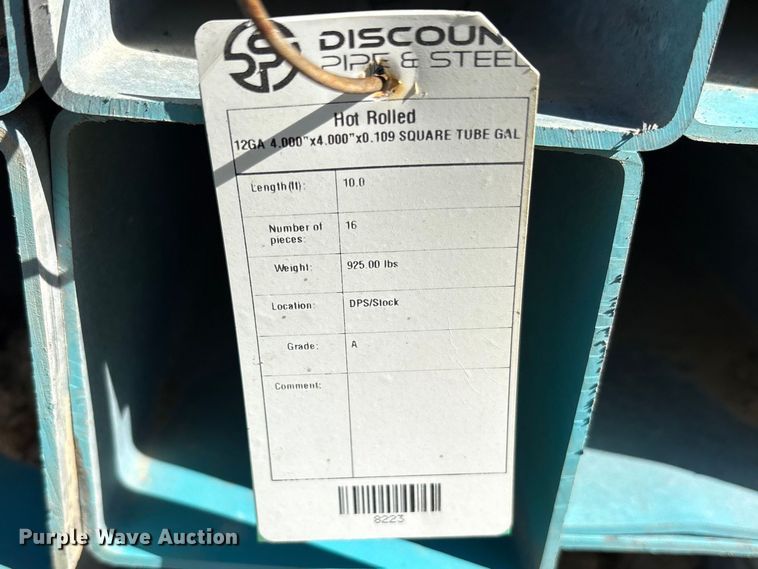 DISCOUN
PIPE & STEEL
Hot Rolled
12GA 4.000"x4.000"x0.109 SQUARE TUBE GAL
Length(ft): 10.0
Number of pieces: 16
Weight: 925.00 lbs
Location: DPS/Stock
Grade: A
Comment:
8223
Purple Wave Auction